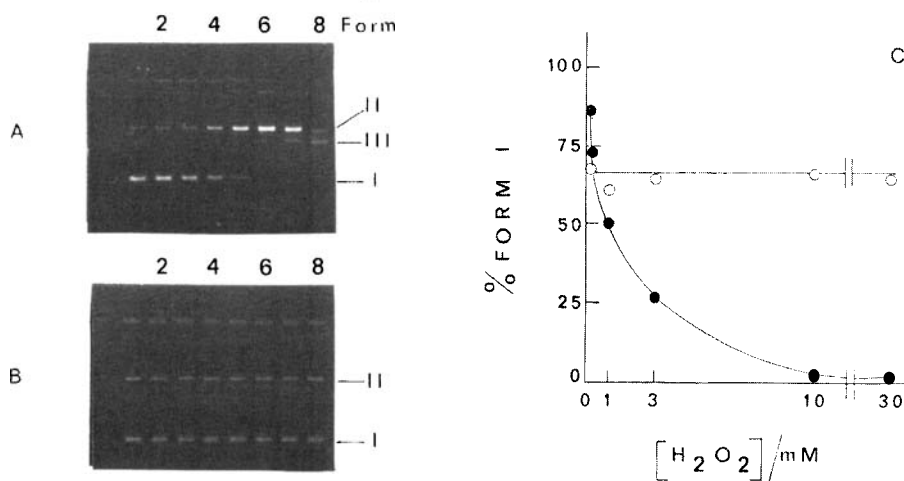 2 4 6 8 Form
A
II
III
I
2 4 6 8
B
II
I
C
% FORM I
100
75
50
25
0
0 1 3 10 30
[H2O2]/mM